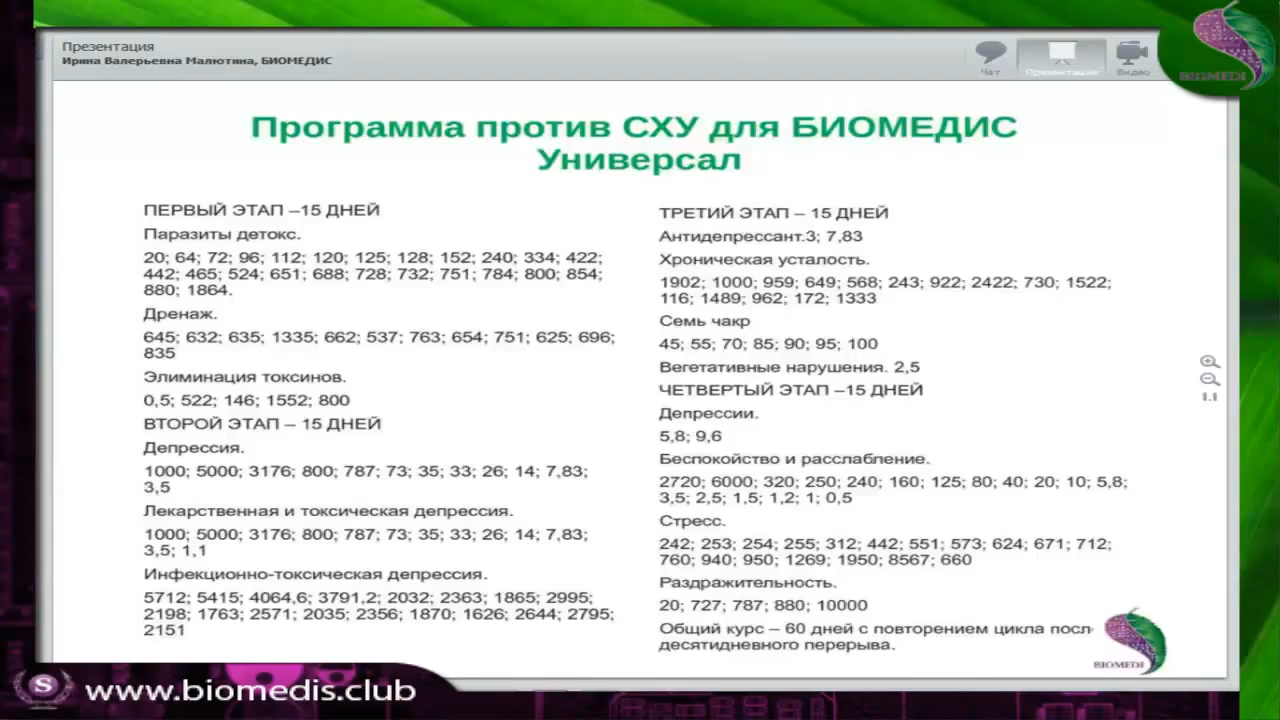 Презентация
Ирина Валерьевна Малютина, БИОМЕДИС
Чат
Презентация
Видео
BIOMEDI
Программа против СХУ для БИОМЕДИС
Универсал
ПЕРВЫЙ ЭТАП –15 ДНЕЙ
Паразиты детокс.
20; 64; 72; 96; 112; 120; 125; 128; 152; 240; 334; 422;
442; 465; 524; 651; 688; 728; 732; 751; 784; 800; 854;
880; 1864.
Дренаж.
645; 632; 635; 1335; 662; 537; 763; 654; 751; 625; 696;
835
Элиминация токсинов.
0,5; 522; 146; 1552; 800
ВТОРОЙ ЭТАП – 15 ДНЕЙ
Депрессия.
1000; 5000; 3176; 800; 787; 73; 35; 33; 26; 14; 7,83;
3,5
Лекарственная и токсическая депрессия.
1000; 5000; 3176; 800; 787; 73; 35; 33; 26; 14; 7,83;
3,5; 1,1
Инфекционно-токсическая депрессия.
5712; 5415; 4064,6; 3791,2; 2032; 2363; 1865; 2995;
2198; 1763; 2571; 2035; 2356; 1870; 1626; 2644; 2795;
2151
ТРЕТИЙ ЭТАП – 15 ДНЕЙ
Антидепрессант.3; 7,83
Хроническая усталость.
1902; 1000; 959; 649; 568; 243; 922; 2422; 730; 1522;
116; 1489; 962; 172; 1333
Семь чакр
45; 55; 70; 85; 90; 95; 100
Вегетативные нарушения. 2,5
ЧЕТВЕРТЫЙ ЭТАП –15 ДНЕЙ
Депрессии.
5,8; 9,6
Беспокойство и расслабление.
2720; 6000; 320; 250; 240; 160; 125; 80; 40; 20; 10; 5,8;
3,5; 2,5; 1,5; 1,2; 1; 0,5
Стресс.
242; 253; 254; 255; 312; 442; 551; 573; 624; 671; 712;
760; 940; 950; 1269; 1950; 8567; 660
Раздражительность.
20; 727; 787; 880; 10000
Общий курс – 60 дней с повторением цикла посл
десятидневного перерыва.
BIOMEDI
1.1
S
www.biomedis.club